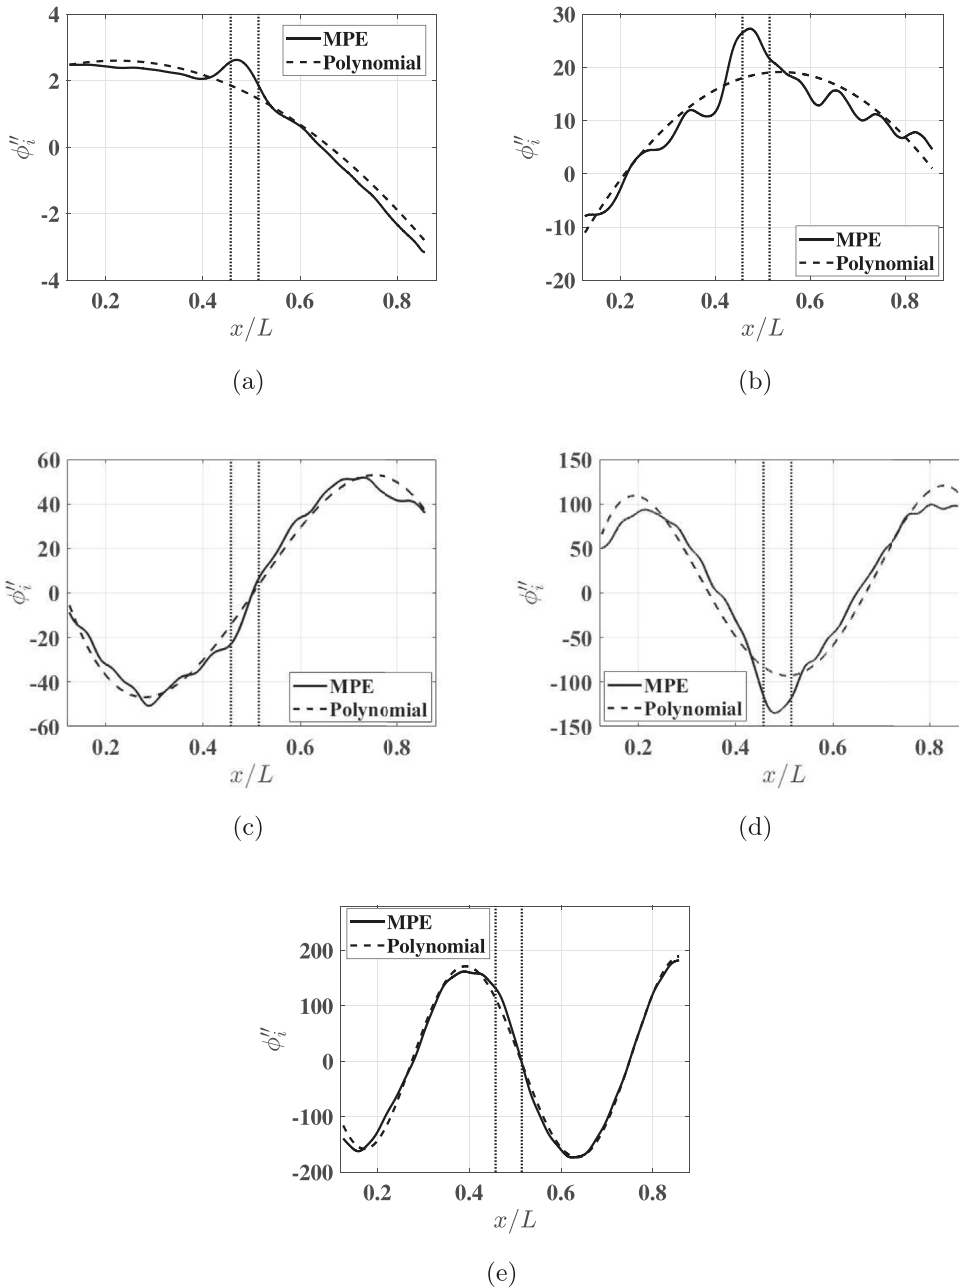 4
2
0
-2
-4
ϕ″ᵢ
0.2 0.4 0.6 0.8
x/L
MPE
Polynomial
(a)
30
20
10
0
-10
-20
ϕ″ᵢ
0.2 0.4 0.6 0.8
x/L
MPE
Polynomial
(b)
60
40
20
0
-20
-40
-60
ϕ″ᵢ
0.2 0.4 0.6 0.8
x/L
MPE
Polynomial
(c)
150
100
50
0
-50
-100
-150
ϕ″ᵢ
0.2 0.4 0.6 0.8
x/L
MPE
Polynomial
(d)
200
100
0
-100
-200
ϕ″ᵢ
0.2 0.4 0.6 0.8
x/L
MPE
Polynomial
(e)